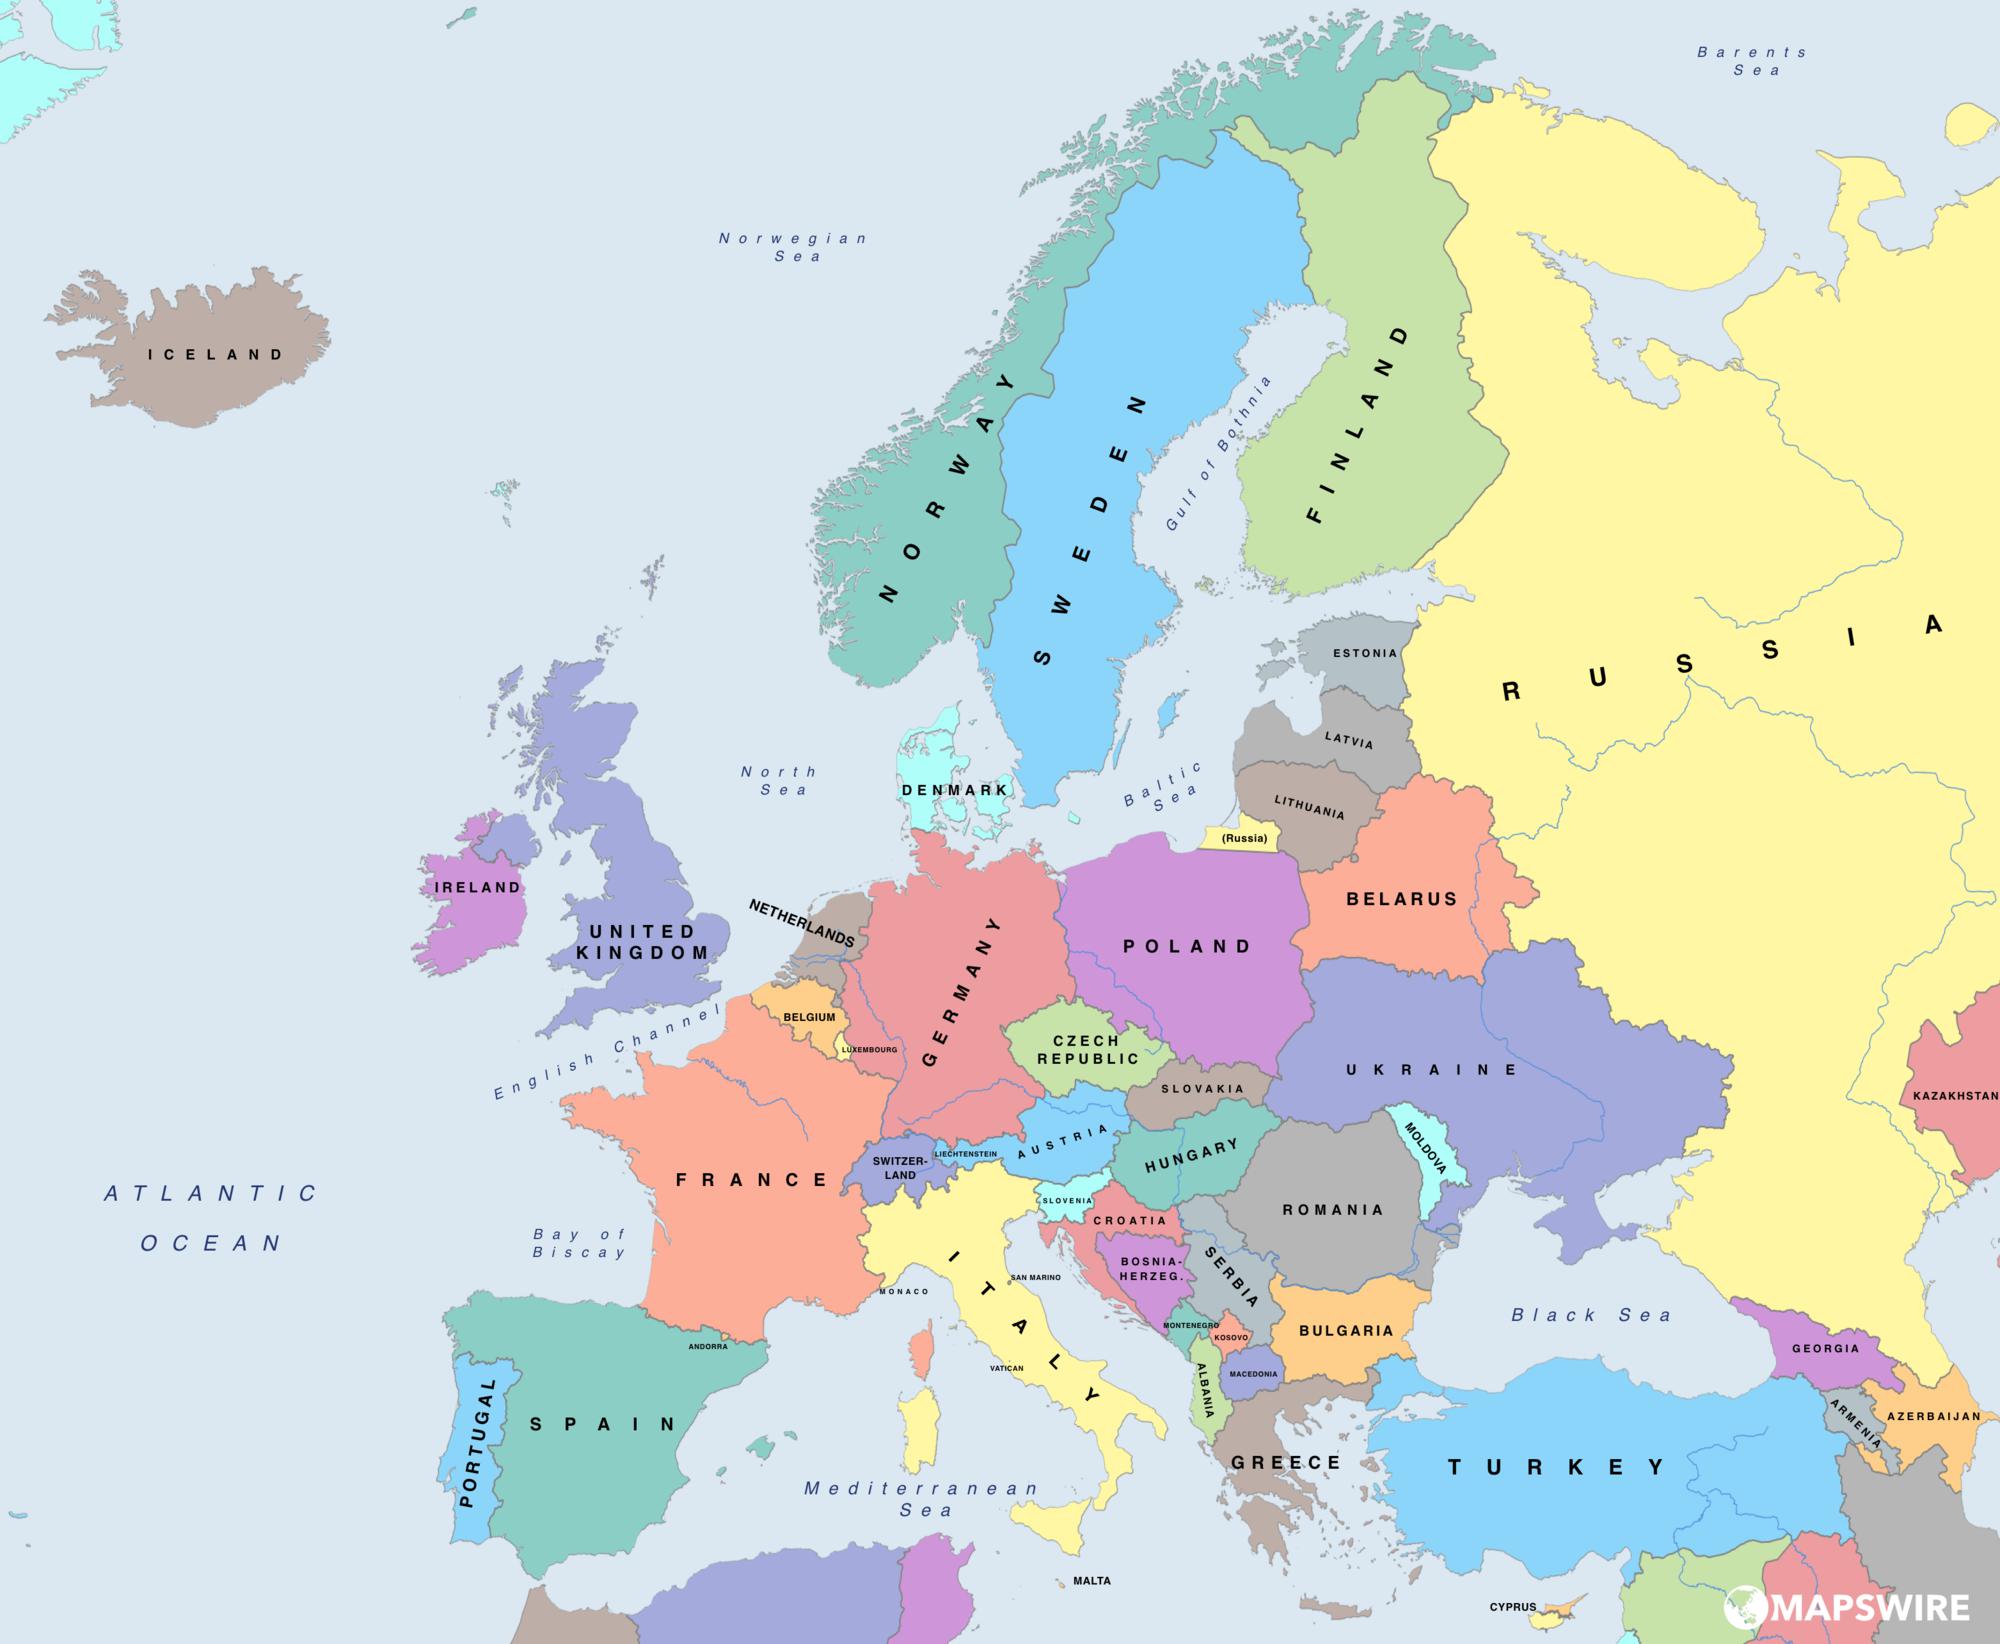 Barents
Sea
Norwegian
Sea
ICELAND
NORWAY
SWEDEN
FINLAND
Gulf of Bothnia
RUSSIA
ESTONIA
LATVIA
LITHUANIA
(Russia)
Baltic
Sea
North
Sea
DENMARK
IRELAND
UNITED
KINGDOM
NETHERLANDS
BELGIUM
LUXEMBOURG
GERMANY
POLAND
BELARUS
English Channel
CZECH
REPUBLIC
SLOVAKIA
UKRAINE
KAZAKHSTAN
MOLDOVA
ATLANTIC
OCEAN
Bay of
Biscay
FRANCE
SWITZER-
LAND
LIECHTENSTEIN
AUSTRIA
HUNGARY
SLOVENIA
CROATIA
ROMANIA
BOSNIA-
HERZEG.
SERBIA
ITALY
SAN MARINO
MONACO
VATICAN
MONTENEGRO
KOSOVO
BULGARIA
MACEDONIA
ALBANIA
GREECE
Black Sea
GEORGIA
ARMENIA
AZERBAIJAN
TURKEY
ANDORRA
PORTUGAL
SPAIN
Mediterranean
Sea
MALTA
CYPRUS
MAPSWIRE